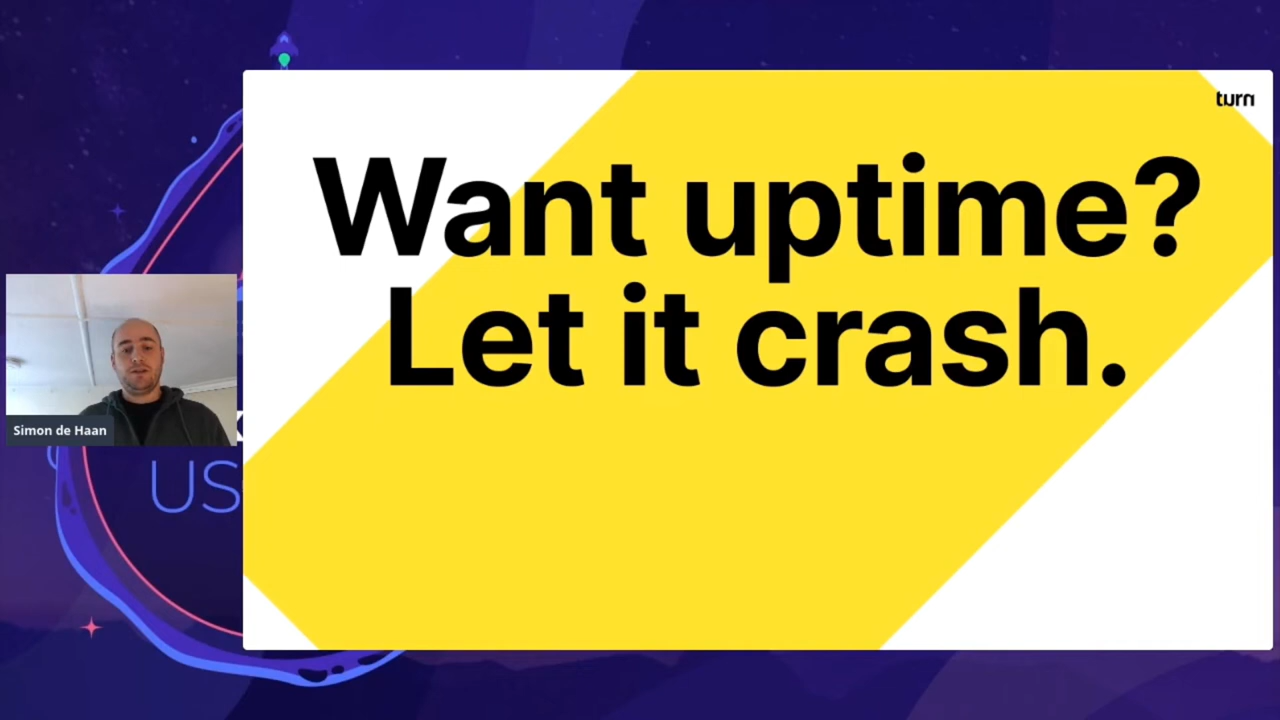 turn
Want uptime?
Let it crash.
Simon de Haan
US